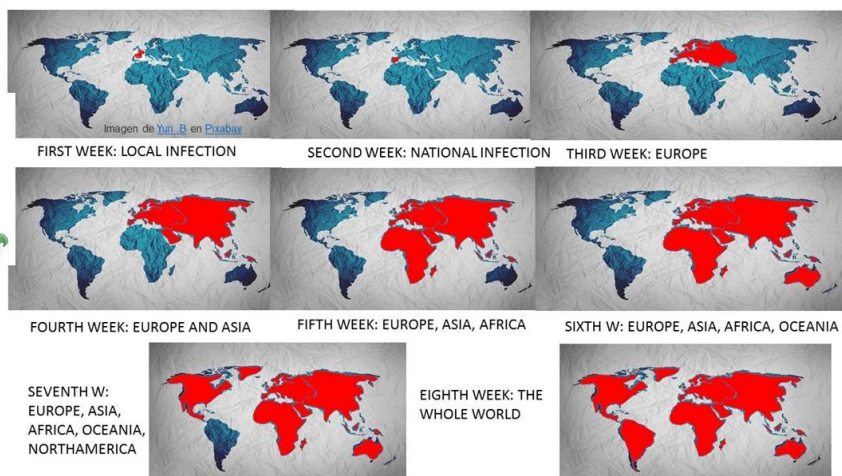 Imagen de Yuri_B en Pixabay
FIRST WEEK: LOCAL INFECTION
SECOND WEEK: NATIONAL INFECTION
THIRD WEEK: EUROPE
FOURTH WEEK: EUROPE AND ASIA
FIFTH WEEK: EUROPE, ASIA, AFRICA
SIXTH W: EUROPE, ASIA, AFRICA, OCEANIA
SEVENTH W:
EUROPE, ASIA,
AFRICA, OCEANIA,
NORTHAMERICA
EIGHTH WEEK: THE
WHOLE WORLD